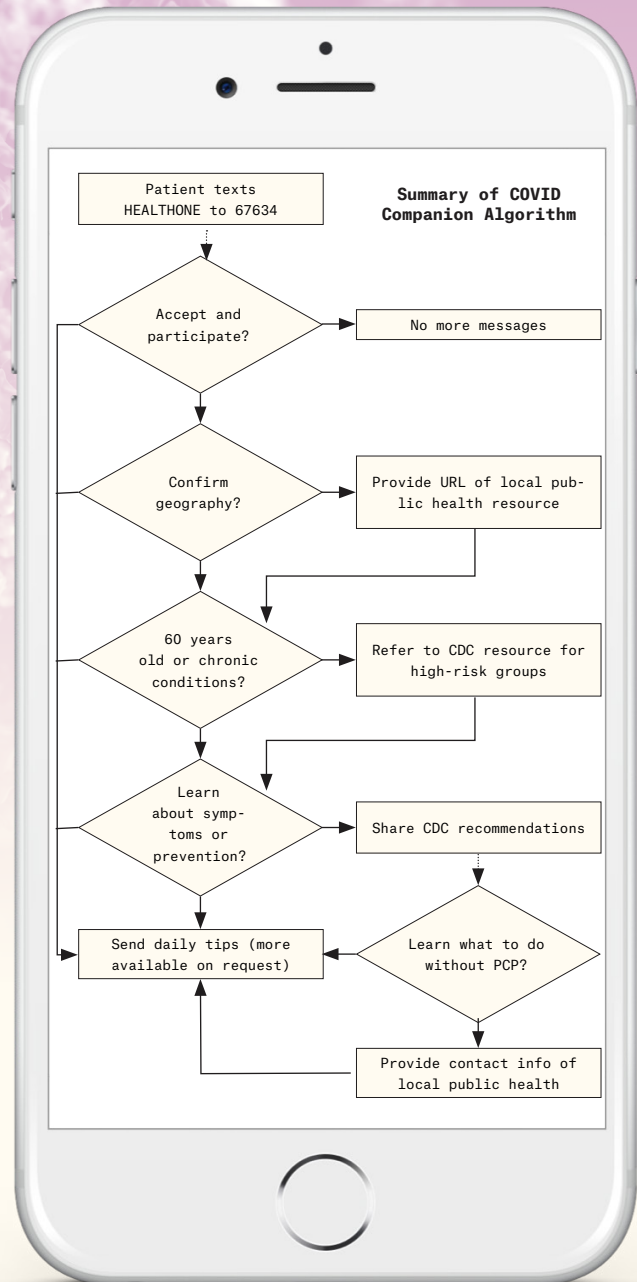 Patient texts
HEALTHONE to 67634
Summary of COVID
Companion Algorithm
Accept and
participate?
No more messages
Confirm
geography?
Provide URL of local pub-
lic health resource
60 years
old or chronic
conditions?
Refer to CDC resource for
high-risk groups
Learn
about symp-
toms or
prevention?
Share CDC recommendations
Send daily tips (more
available on request)
Learn what to do
without PCP?
Provide contact info of
local public health